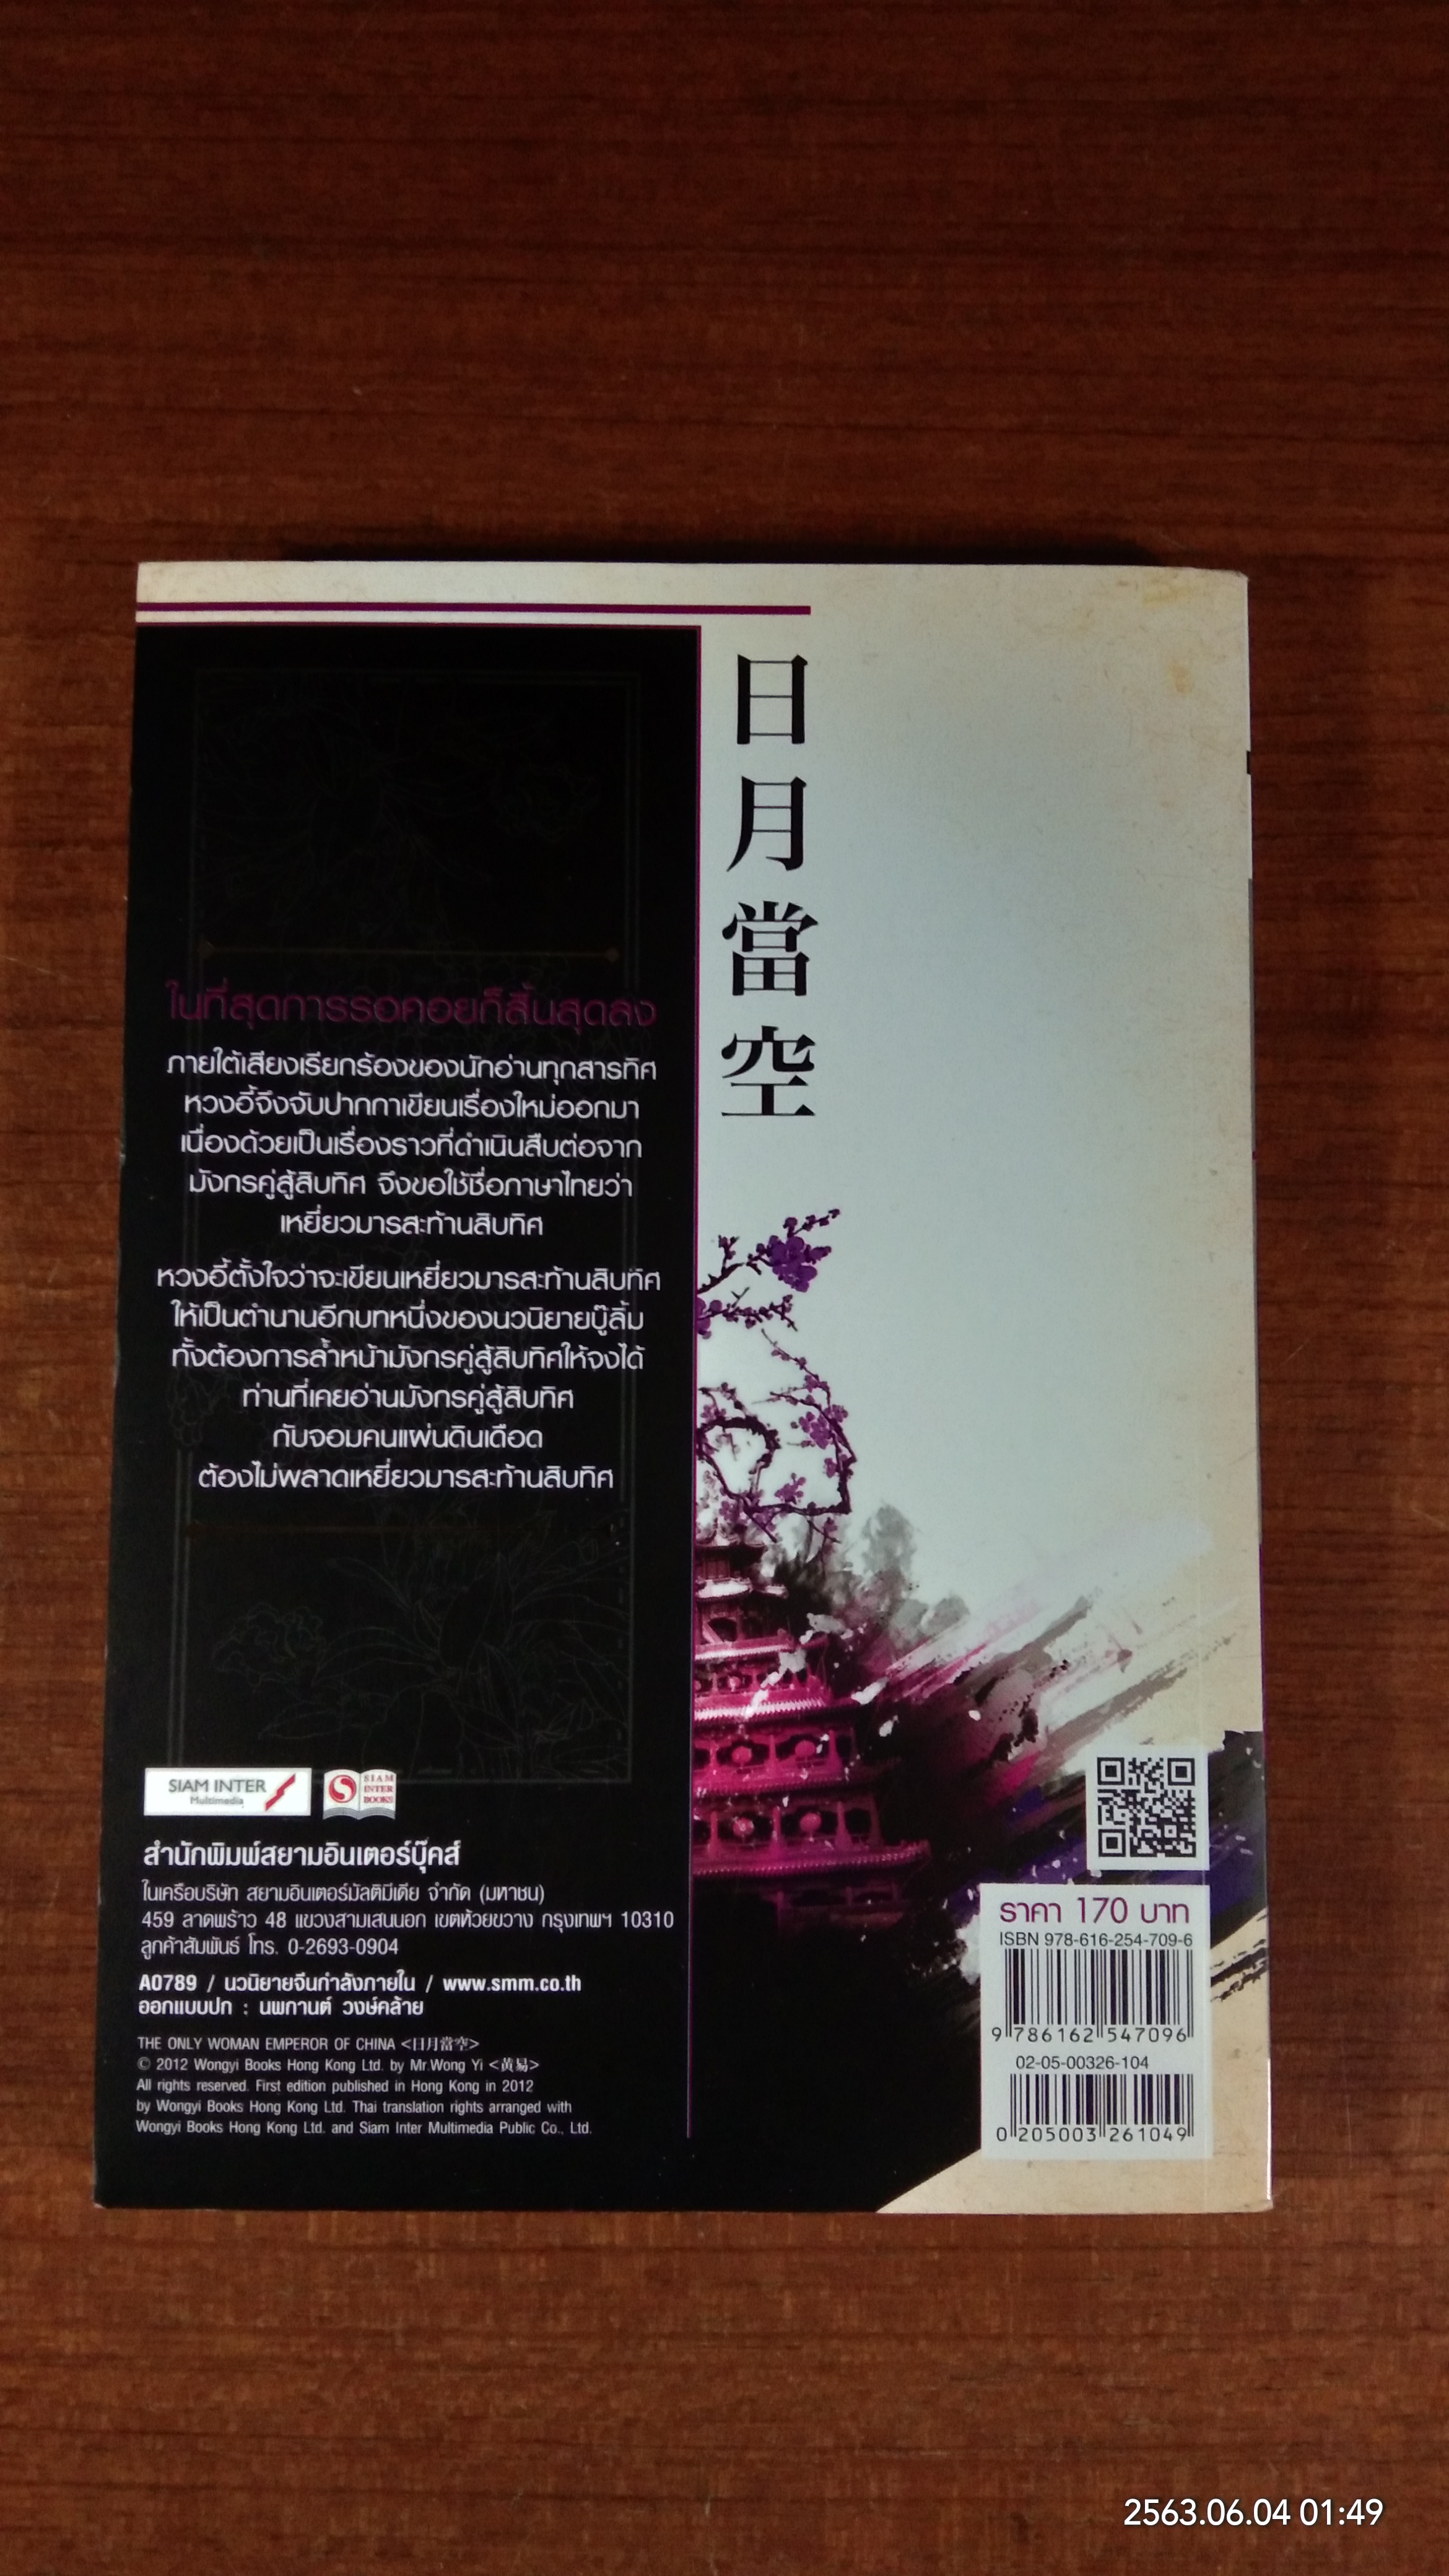 日月當空
ในที่สุดการรอคอยก็สิ้นสุดลง
ภายใต้เสียงเรียกร้องของนักอ่านทุกสารทิศ
หวงอี้จึงจับปากกาเขียนเรื่องใหม่ออกมา
เนื่องด้วยเป็นเรื่องราวที่ดำเนินสืบต่อจาก
มังกรคู่สู้สิบทิศ จึงขอใช้ชื่อภาษาไทยว่า
เหยี่ยวมารสะท้านสิบทิศ
หวงอี้ตั้งใจว่าจะเขียนเหยี่ยวมารสะท้านสิบทิศ
ให้เป็นตำนานอีกบทหนึ่งของนวนิยายบู๊ลิ้ม
ทั้งต้องการล้ำหน้ามังกรคู่สู้สิบทิศให้จงได้
ท่านที่เคยอ่านมังกรคู่สู้สิบทิศ
กับจอมคนแผ่นดินเดือด
ต้องไม่พลาดเหยี่ยวมารสะท้านสิบทิศ
SIAM INTER
Multimedia
SIAM
INTER
BOOKS
สำนักพิมพ์สยามอินเตอร์บุ๊คส์
ในเครือบริษัท สยามอินเตอร์มัลติมีเดีย จำกัด (มหาชน)
459 ลาดพร้าว 48 แขวงสามเสนนอก เขตห้วยขวาง กรุงเทพฯ 10310
ลูกค้าสัมพันธ์ โทร. 0-2693-0904
A0789 / นวนิยายจีนกำลังภายใน / www.smm.co.th
ออกแบบปก : นพกานต์ วงษ์คล้าย
THE ONLY WOMAN EMPEROR OF CHINA <日月當空>
© 2012 Wongyi Books Hong Kong Ltd. by Mr.Wong Yi <黃易>
All rights reserved. First edition published in Hong Kong in 2012
by Wongyi Books Hong Kong Ltd. Thai translation rights arranged with
Wongyi Books Hong Kong Ltd. and Siam Inter Multimedia Public Co., Ltd.
ราคา 170 บาท
ISBN 978-616-254-709-6
9 786162 547096
02-05-00326-104
0 205003 261049
2563.06.04 01:49